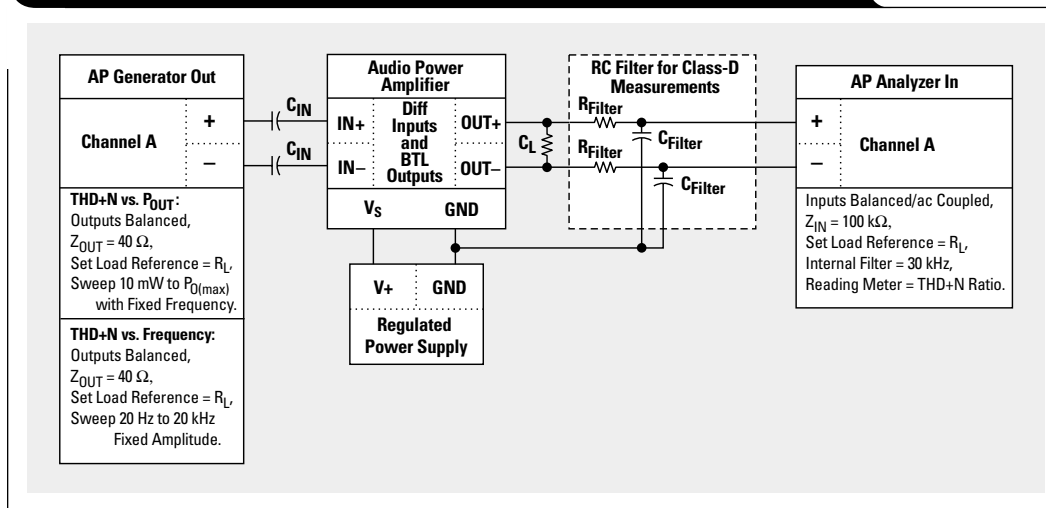 AP Generator Out
Channel A
+
–
THD+N vs. POUT:
Outputs Balanced,
ZOUT = 40 Ω,
Set Load Reference = RL,
Sweep 10 mW to PO(max)
with Fixed Frequency.
THD+N vs. Frequency:
Outputs Balanced,
ZOUT = 40 Ω,
Set Load Reference = RL,
Sweep 20 Hz to 20 kHz
Fixed Amplitude.
CIN
CIN
Audio Power
Amplifier
IN+
IN–
Diff
Inputs
and
BTL
Outputs
OUT+
OUT–
VS
GND
V+
GND
Regulated
Power Supply
CL
RC Filter for Class-D
Measurements
RFilter
RFilter
CFilter
CFilter
AP Analyzer In
+
–
Channel A
Inputs Balanced/ac Coupled,
ZIN = 100 kΩ,
Set Load Reference = RL,
Internal Filter = 30 kHz,
Reading Meter = THD+N Ratio.